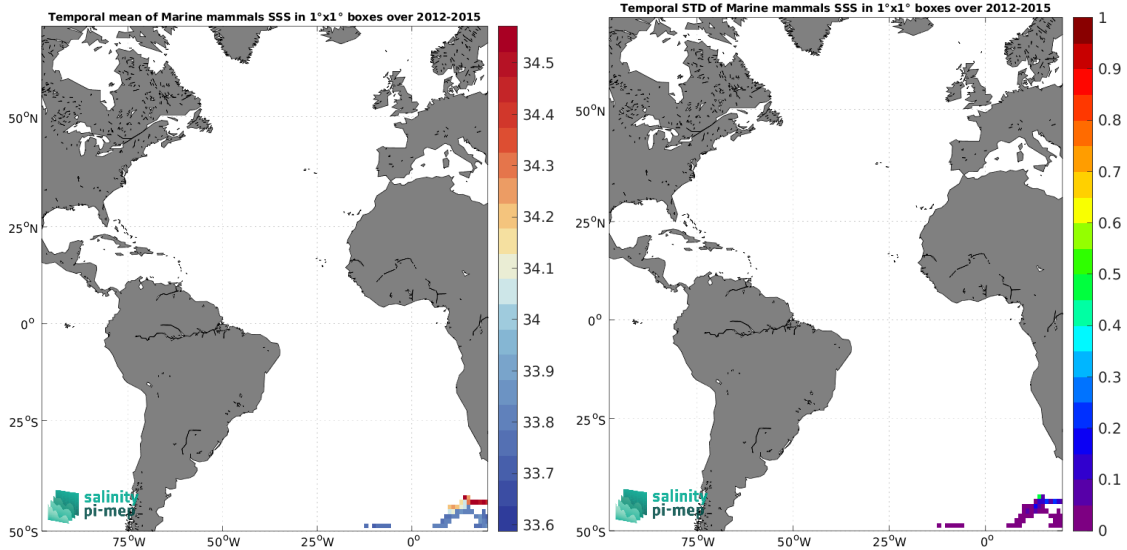 Temporal mean of Marine mammals SSS in 1°x1° boxes over 2012-2015
50°N
25°N
0°
25°S
50°S
75°W
50°W
25°W
0°
34.5
34.4
34.3
34.2
34.1
34
33.9
33.8
33.7
33.6
salinity
pi-mep
Temporal STD of Marine mammals SSS in 1°x1° boxes over 2012-2015
50°N
25°N
0°
25°S
50°S
75°W
50°W
25°W
0°
1
0.9
0.8
0.7
0.6
0.5
0.4
0.3
0.2
0.1
0
salinity
pi-mep